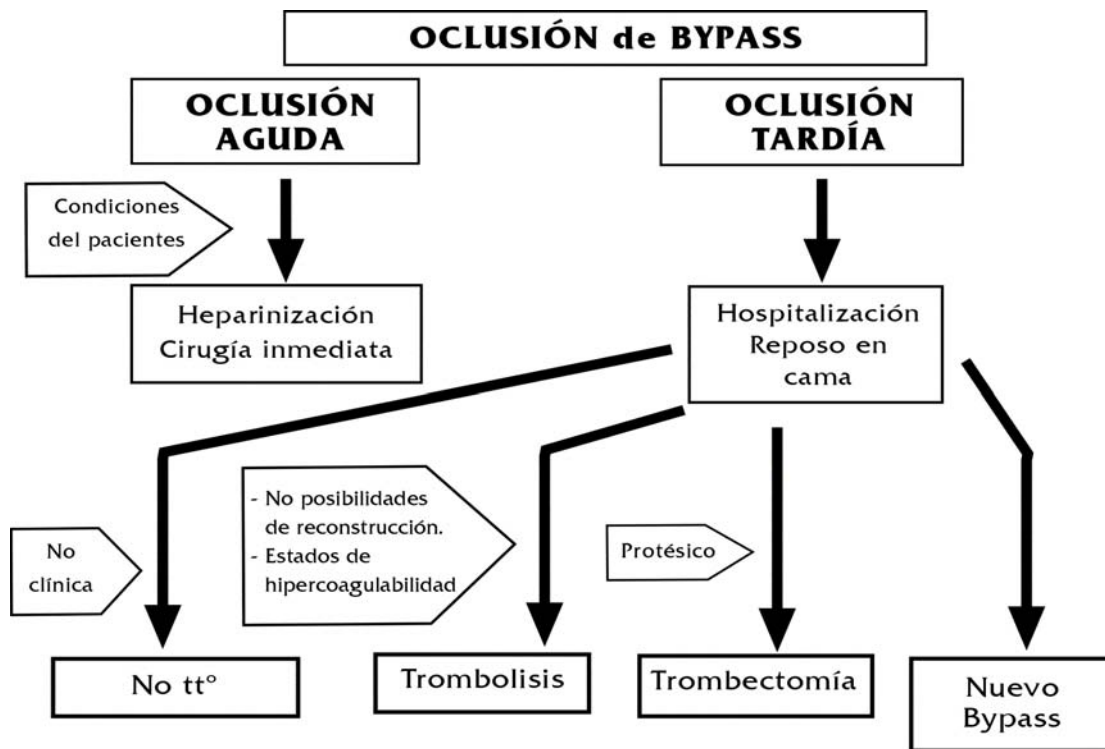 OCLUSIÓN de BYPASS
OCLUSIÓN
AGUDA
OCLUSIÓN
TARDÍA
Condiciones
del pacientes
Heparinización
Cirugía inmediata
Hospitalización
Reposo en
cama
No
clínica
- No posibilidades
de reconstrucción.
- Estados de
hipercoagulabilidad
Protésico
No ttº
Trombolisis
Trombectomía
Nuevo
Bypass